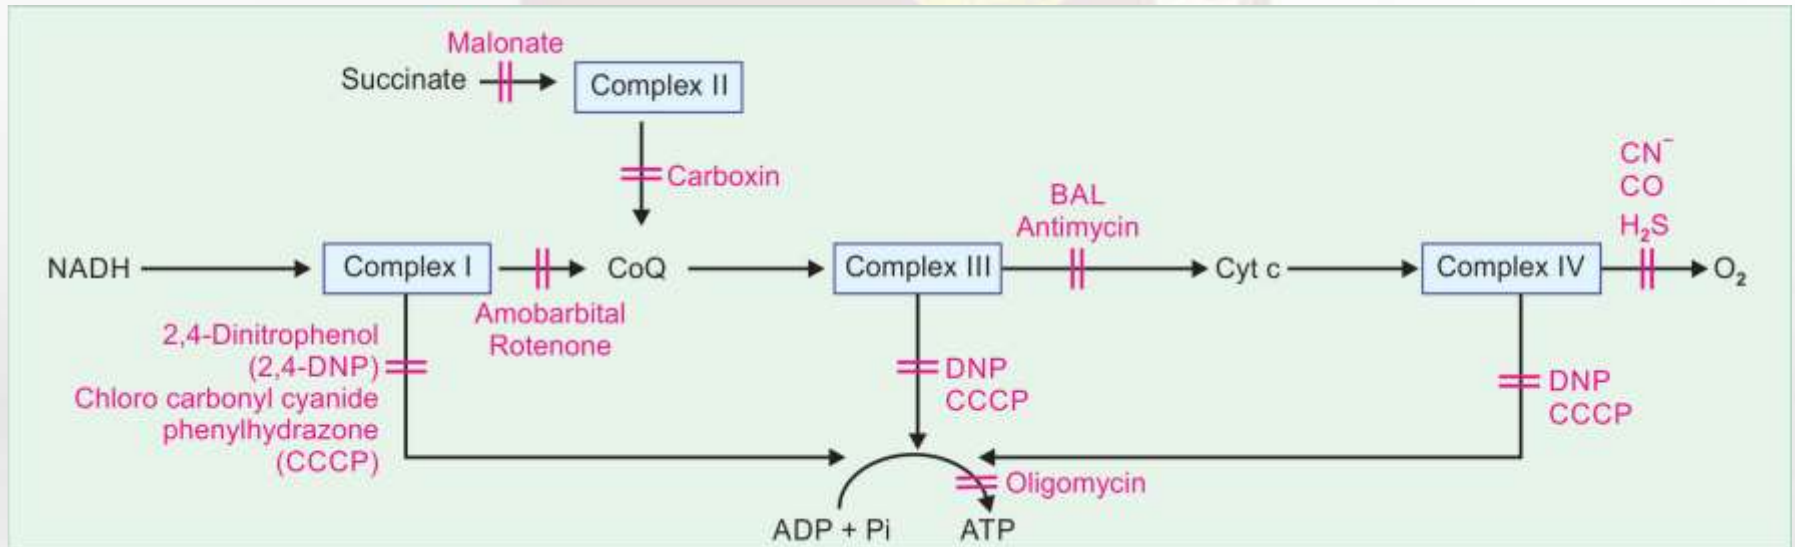 Malonate
Succinate
Complex II
Carboxin
CN⁻
CO
H₂S
BAL
Antimycin
NADH
Complex I
CoQ
Complex III
Cyt c
Complex IV
O₂
Amobarbital
Rotenone
2,4-Dinitrophenol
(2,4-DNP)
Chloro carbonyl cyanide
phenylhydrazone
(CCCP)
DNP
CCCP
DNP
CCCP
Oligomycin
ADP + Pi
ATP